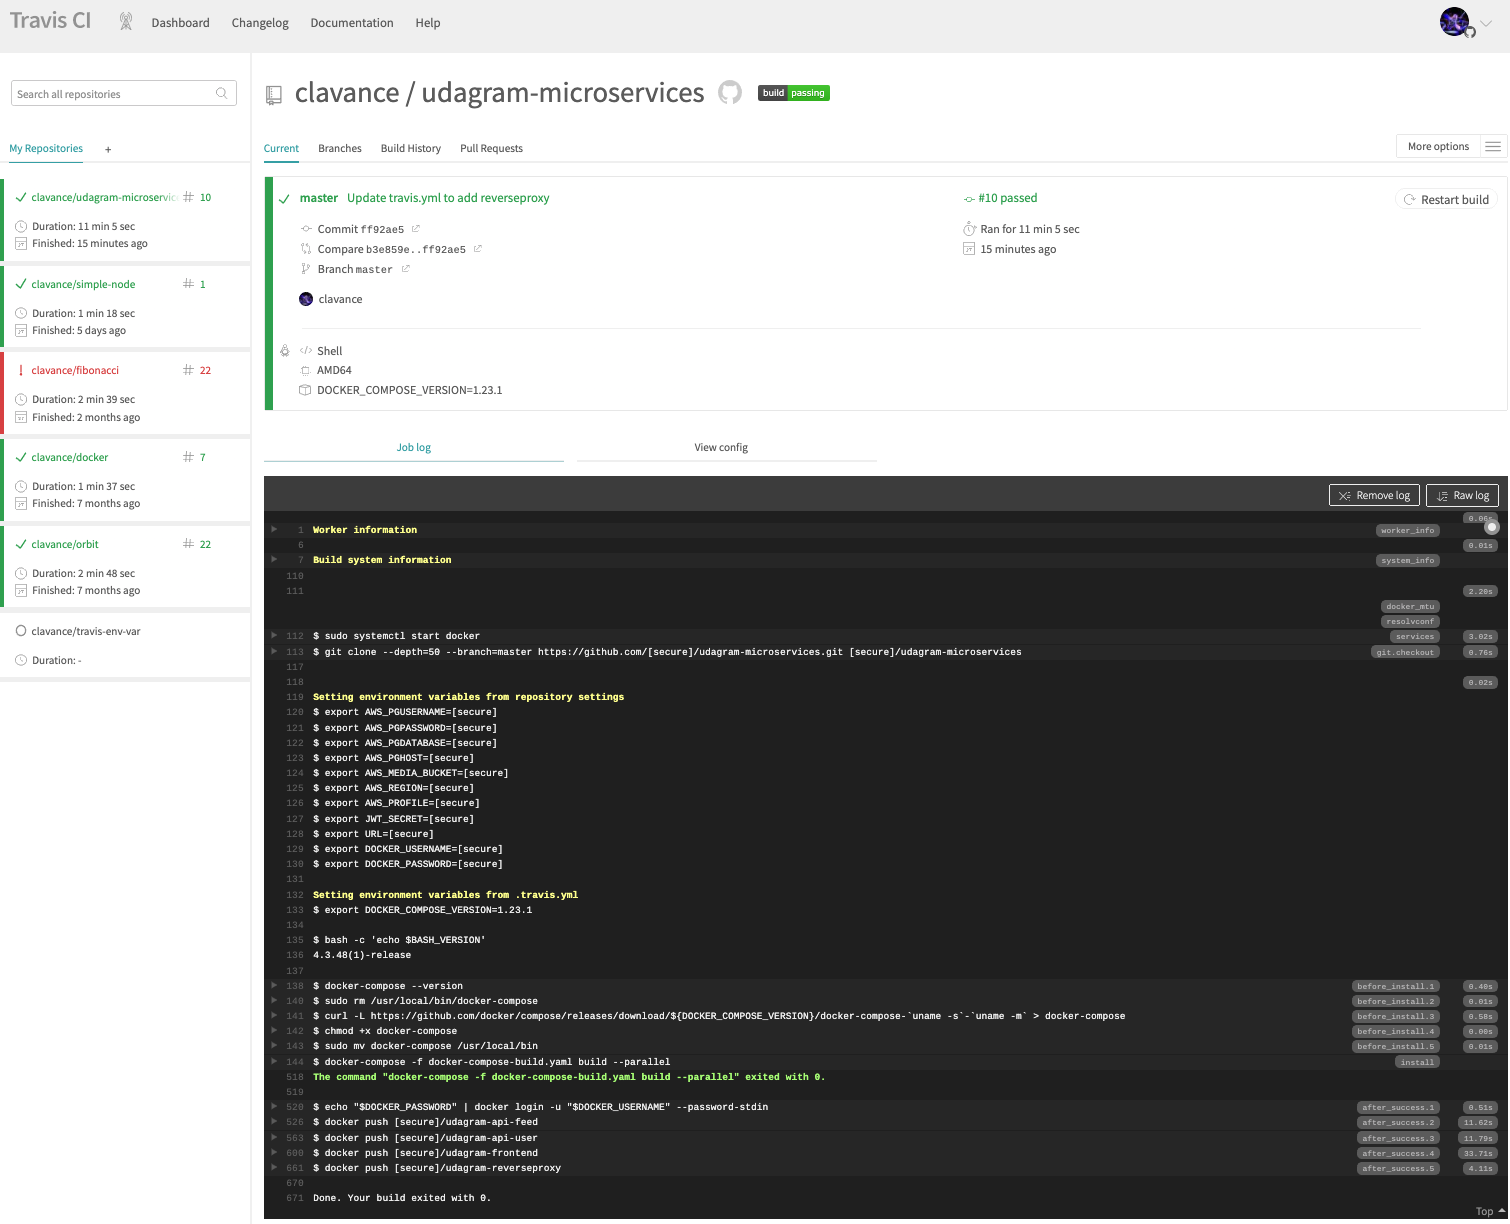 Travis CI
Dashboard
Changelog
Documentation
Help
Search all repositories
My Repositories
+
clavance/udagram-microservic
# 10
Duration: 11 min 5 sec
Finished: 15 minutes ago
clavance/simple-node
# 1
Duration: 1 min 18 sec
Finished: 5 days ago
! clavance/fibonacci
# 22
Duration: 2 min 39 sec
Finished: 2 months ago
clavance/docker
# 7
Duration: 1 min 37 sec
Finished: 7 months ago
clavance/orbit
# 22
Duration: 2 min 48 sec
Finished: 7 months ago
clavance/travis-env-var
Duration: -
clavance / udagram-microservices
build passing
Current
Branches
Build History
Pull Requests
More options
master Update travis.yml to add reverseproxy
#10 passed
Restart build
Commit ff92ae5
Ran for 11 min 5 sec
Compare b3e859e..ff92ae5
15 minutes ago
Branch master
clavance
</> Shell
AMD64
DOCKER_COMPOSE_VERSION=1.23.1
Job log
View config
Remove log
Raw log
0.06s
1 Worker information worker_info
6 0.01s
7 Build system information system_info
110
111 2.20s
docker_mtu
resolvconf
112 $ sudo systemctl start docker services 3.02s
113 $ git clone --depth=50 --branch=master https://github.com/[secure]/udagram-microservices.git [secure]/udagram-microservices git.checkout 0.76s
117
118 0.02s
119 Setting environment variables from repository settings
120 $ export AWS_PGUSERNAME=[secure]
121 $ export AWS_PGPASSWORD=[secure]
122 $ export AWS_PGDATABASE=[secure]
123 $ export AWS_PGHOST=[secure]
124 $ export AWS_MEDIA_BUCKET=[secure]
125 $ export AWS_REGION=[secure]
126 $ export AWS_PROFILE=[secure]
127 $ export JWT_SECRET=[secure]
128 $ export URL=[secure]
129 $ export DOCKER_USERNAME=[secure]
130 $ export DOCKER_PASSWORD=[secure]
131
132 Setting environment variables from .travis.yml
133 $ export DOCKER_COMPOSE_VERSION=1.23.1
134
135 $ bash -c 'echo $BASH_VERSION'
136 4.3.48(1)-release
137
138 $ docker-compose --version before_install.1 0.40s
140 $ sudo rm /usr/local/bin/docker-compose before_install.2 0.01s
141 $ curl -L https://github.com/docker/compose/releases/download/${DOCKER_COMPOSE_VERSION}/docker-compose-`uname -s`-`uname -m` > docker-compose before_install.3 0.58s
142 $ chmod +x docker-compose before_install.4 0.00s
143 $ sudo mv docker-compose /usr/local/bin before_install.5 0.01s
144 $ docker-compose -f docker-compose-build.yaml build --parallel install
518 The command "docker-compose -f docker-compose-build.yaml build --parallel" exited with 0.
519
520 $ echo "$DOCKER_PASSWORD" | docker login -u "$DOCKER_USERNAME" --password-stdin after_success.1 0.51s
526 $ docker push [secure]/udagram-api-feed after_success.2 11.62s
563 $ docker push [secure]/udagram-api-user after_success.3 11.79s
600 $ docker push [secure]/udagram-frontend after_success.4 33.71s
661 $ docker push [secure]/udagram-reverseproxy after_success.5 4.11s
670
671 Done. Your build exited with 0.
Top